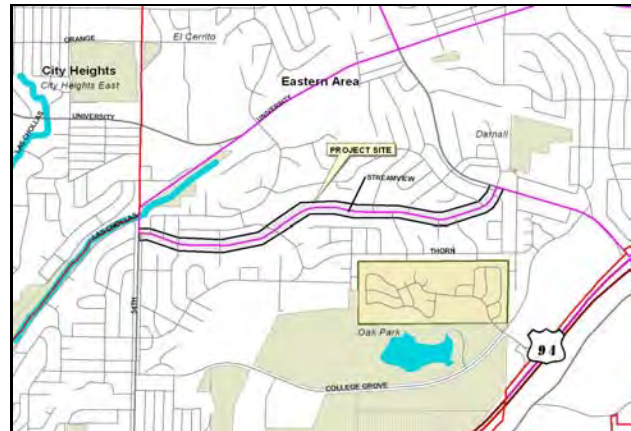 ORANGE
El Cerrito
City Heights
City Heights East
Eastern Area
UNIVERSITY
UNIVERSITY
LAS CHOLLAS
Darnall
PROJECT SITE
STREAMVIEW
LAS CHOLLAS
THORN
54TH
Oak Park
94
COLLEGE GROVE